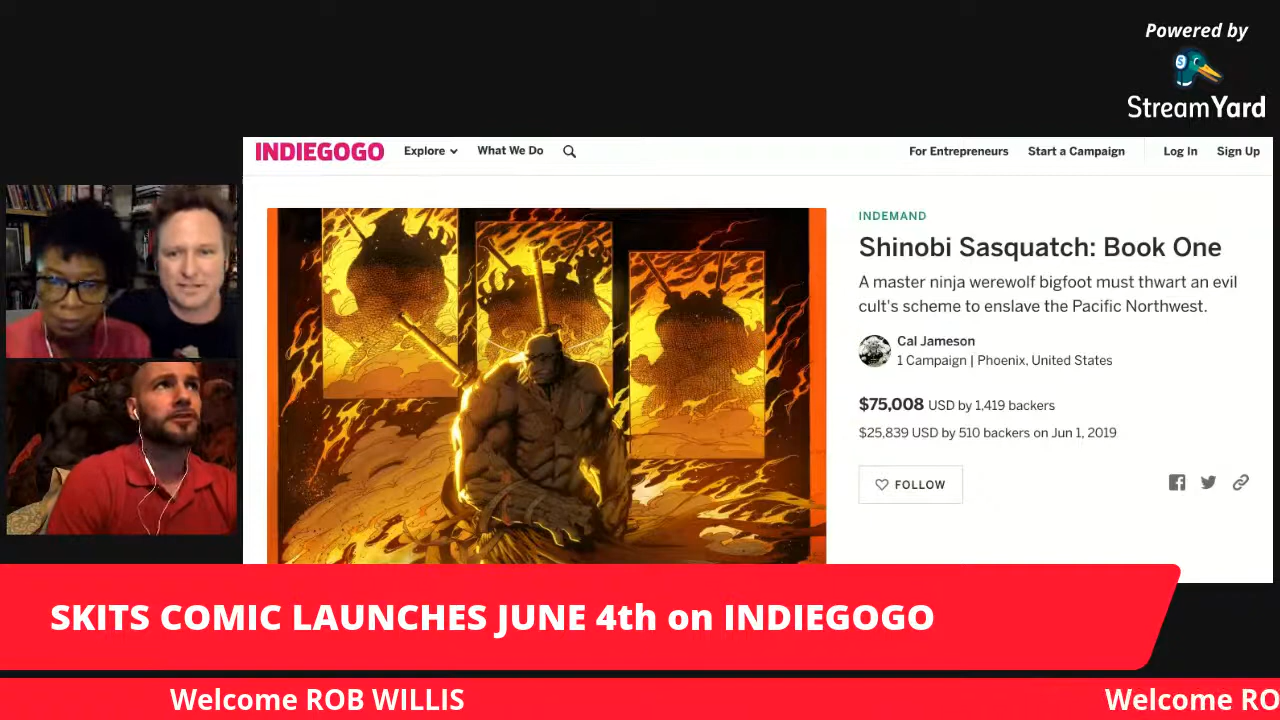 Powered by
StreamYard
INDIEGOGO Explore What We Do For Entrepreneurs Start a Campaign Log In Sign Up
INDEMAND
Shinobi Sasquatch: Book One
A master ninja werewolf bigfoot must thwart an evil
cult's scheme to enslave the Pacific Northwest.
Cal Jameson
1 Campaign | Phoenix, United States
$75,008 USD by 1,419 backers
$25,839 USD by 510 backers on Jun 1, 2019
FOLLOW
SKITS COMIC LAUNCHES JUNE 4th on INDIEGOGO
Welcome ROB WILLIS Welcome RO